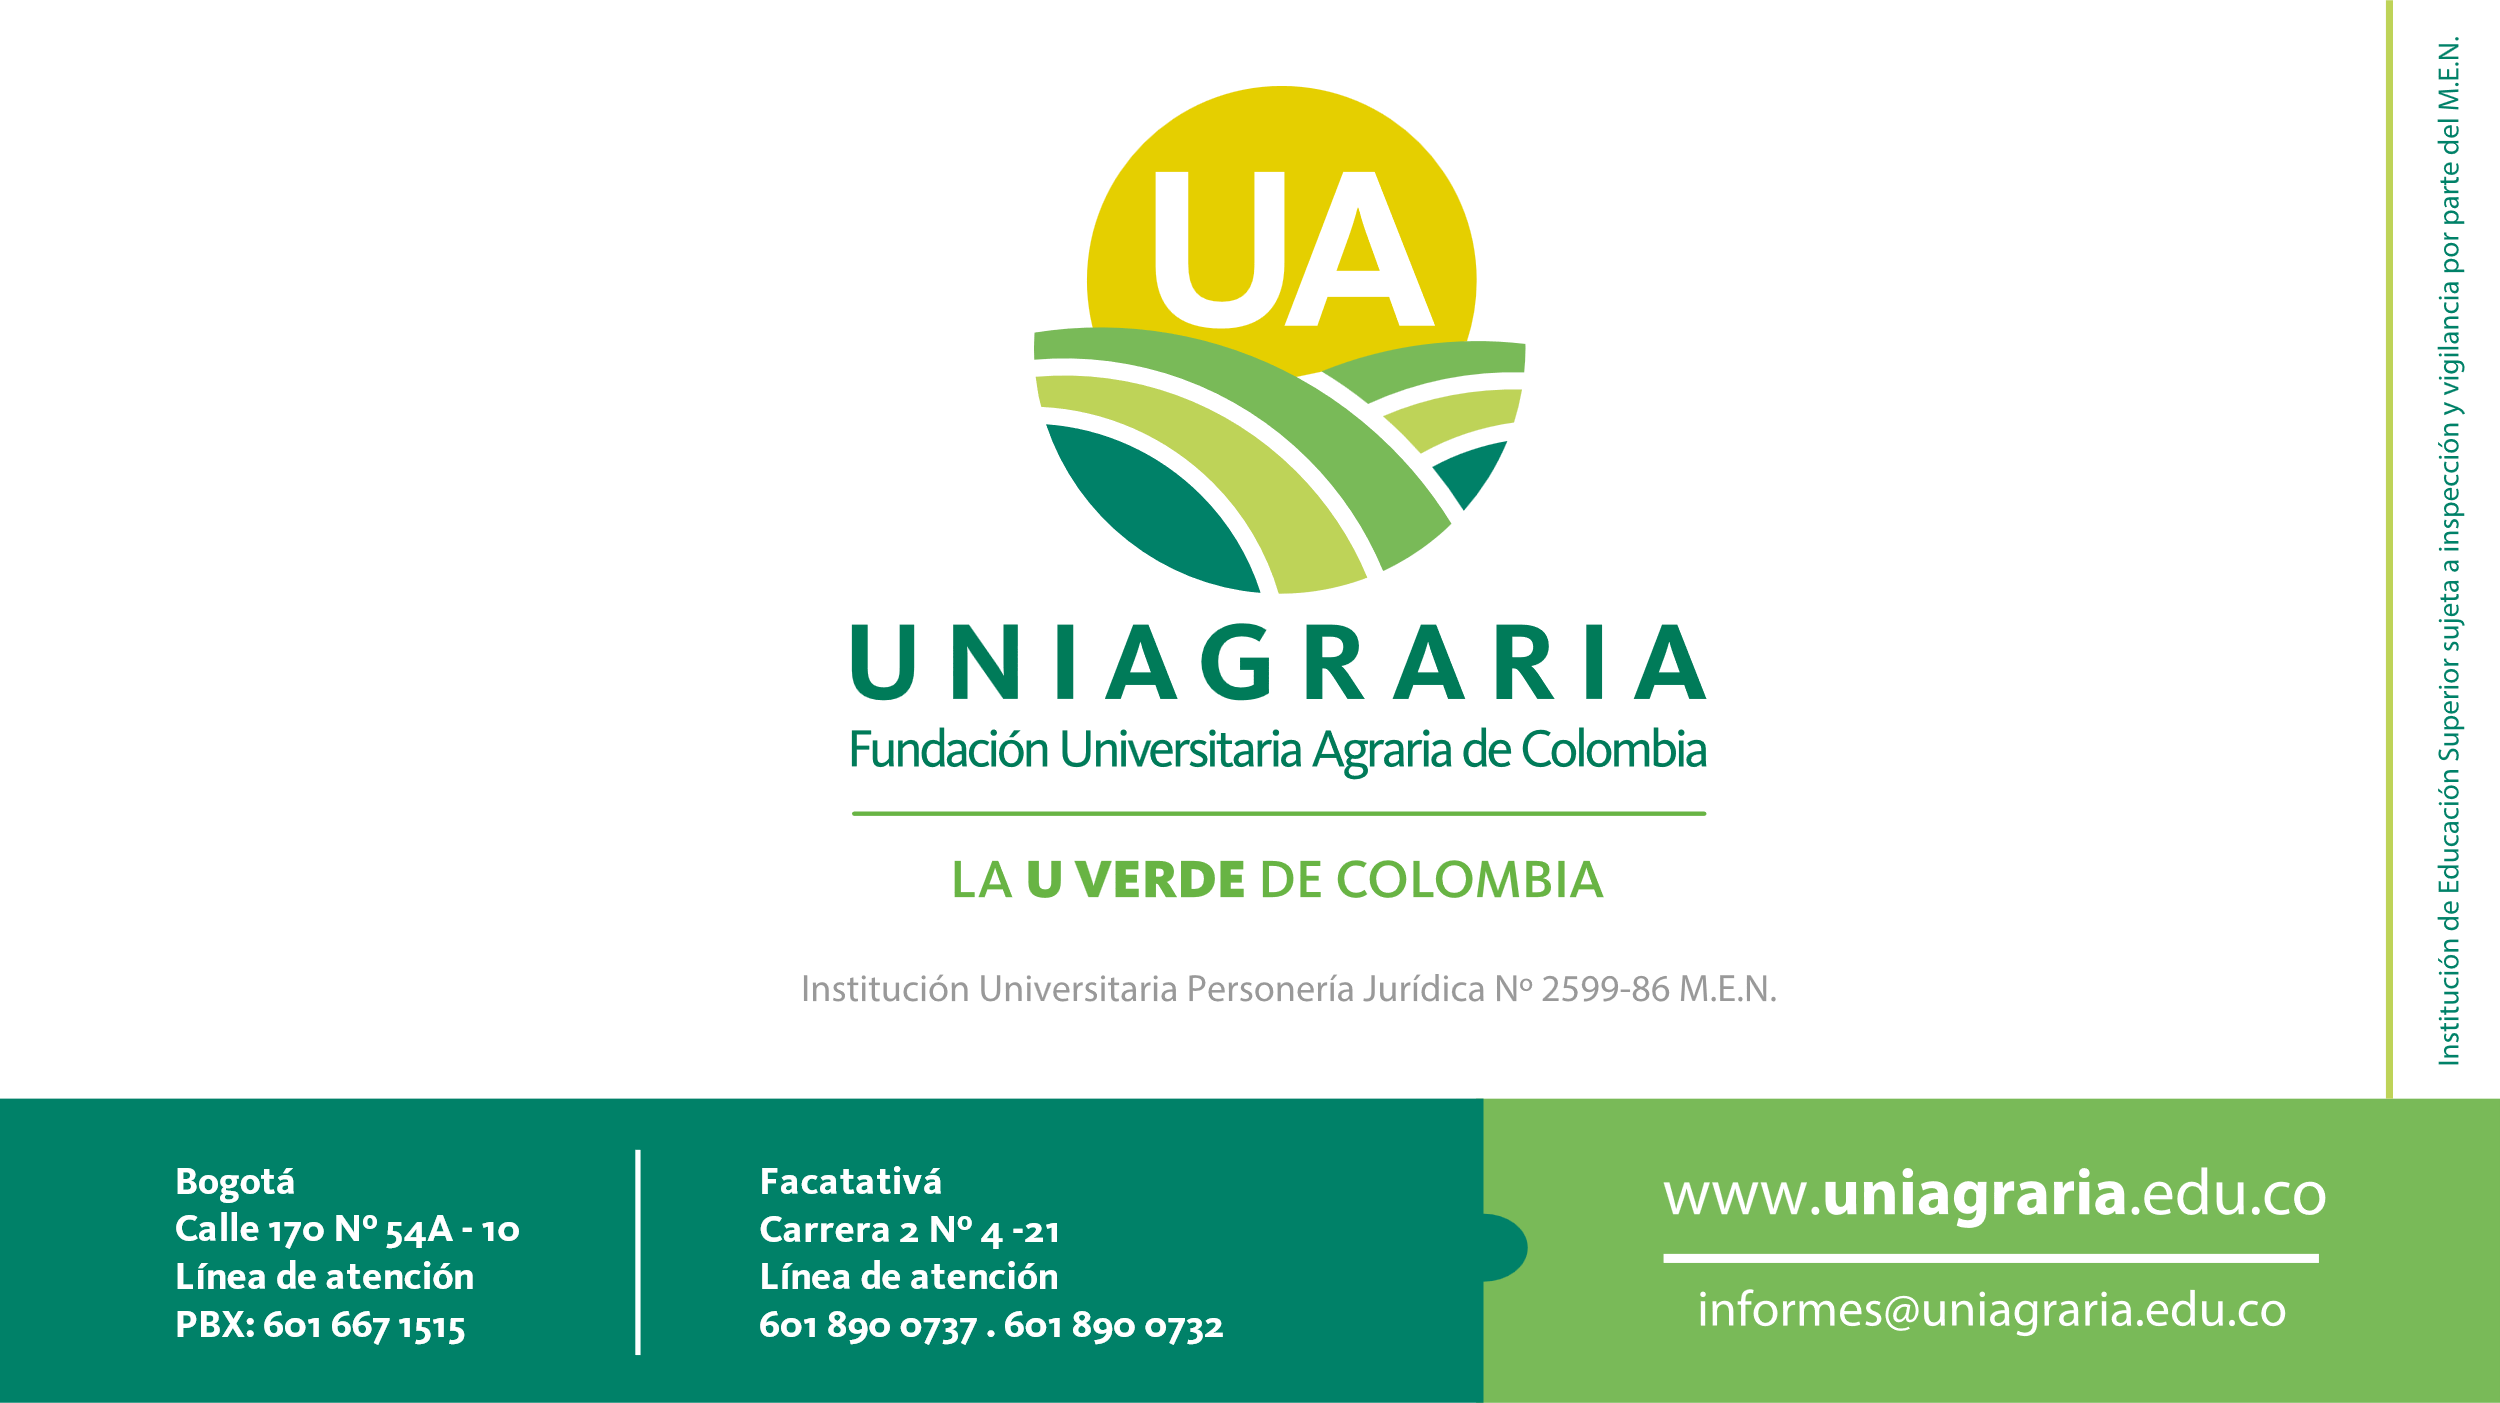 UA
UNIAGRARIA
Fundación Universitaria Agraria de Colombia
LA U VERDE DE COLOMBIA
Institución Universitaria Personería Jurídica Nº 2599-86 M.E.N.
Institución de Educación Superior sujeta a inspección y vigilancia por parte del M.E.N.
Bogotá
Calle 170 Nº 54A - 10
Línea de atención
PBX: 601 667 1515
Facatativá
Carrera 2 N° 4 -21
Línea de atención
601 890 0737 . 601 890 0732
www.uniagraria.edu.co
informes@uniagraria.edu.co